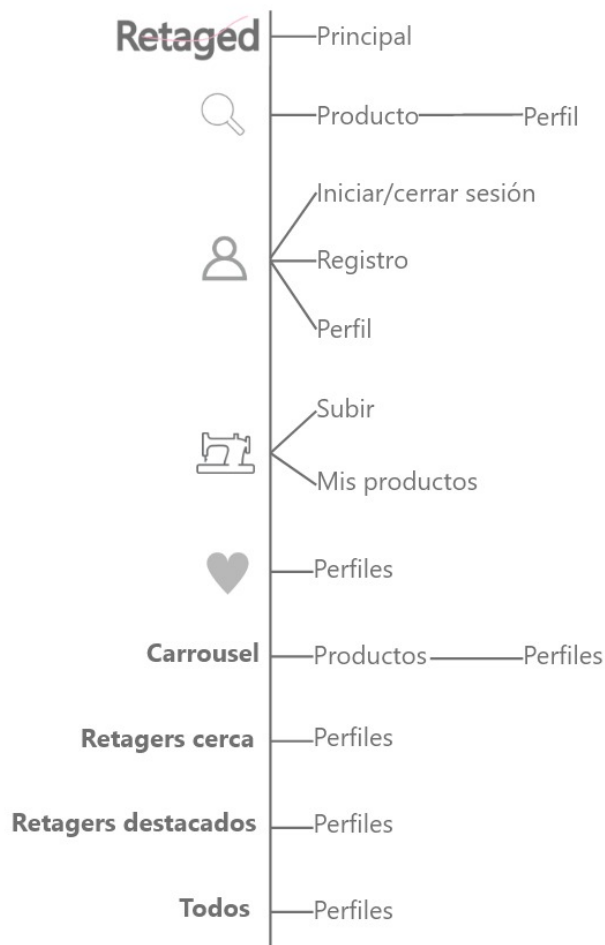 Retaged Principal
Producto Perfil
Iniciar/cerrar sesión
Registro
Perfil
Subir
Mis productos
Perfiles
Carrousel Productos Perfiles
Retagers cerca Perfiles
Retagers destacados Perfiles
Todos Perfiles